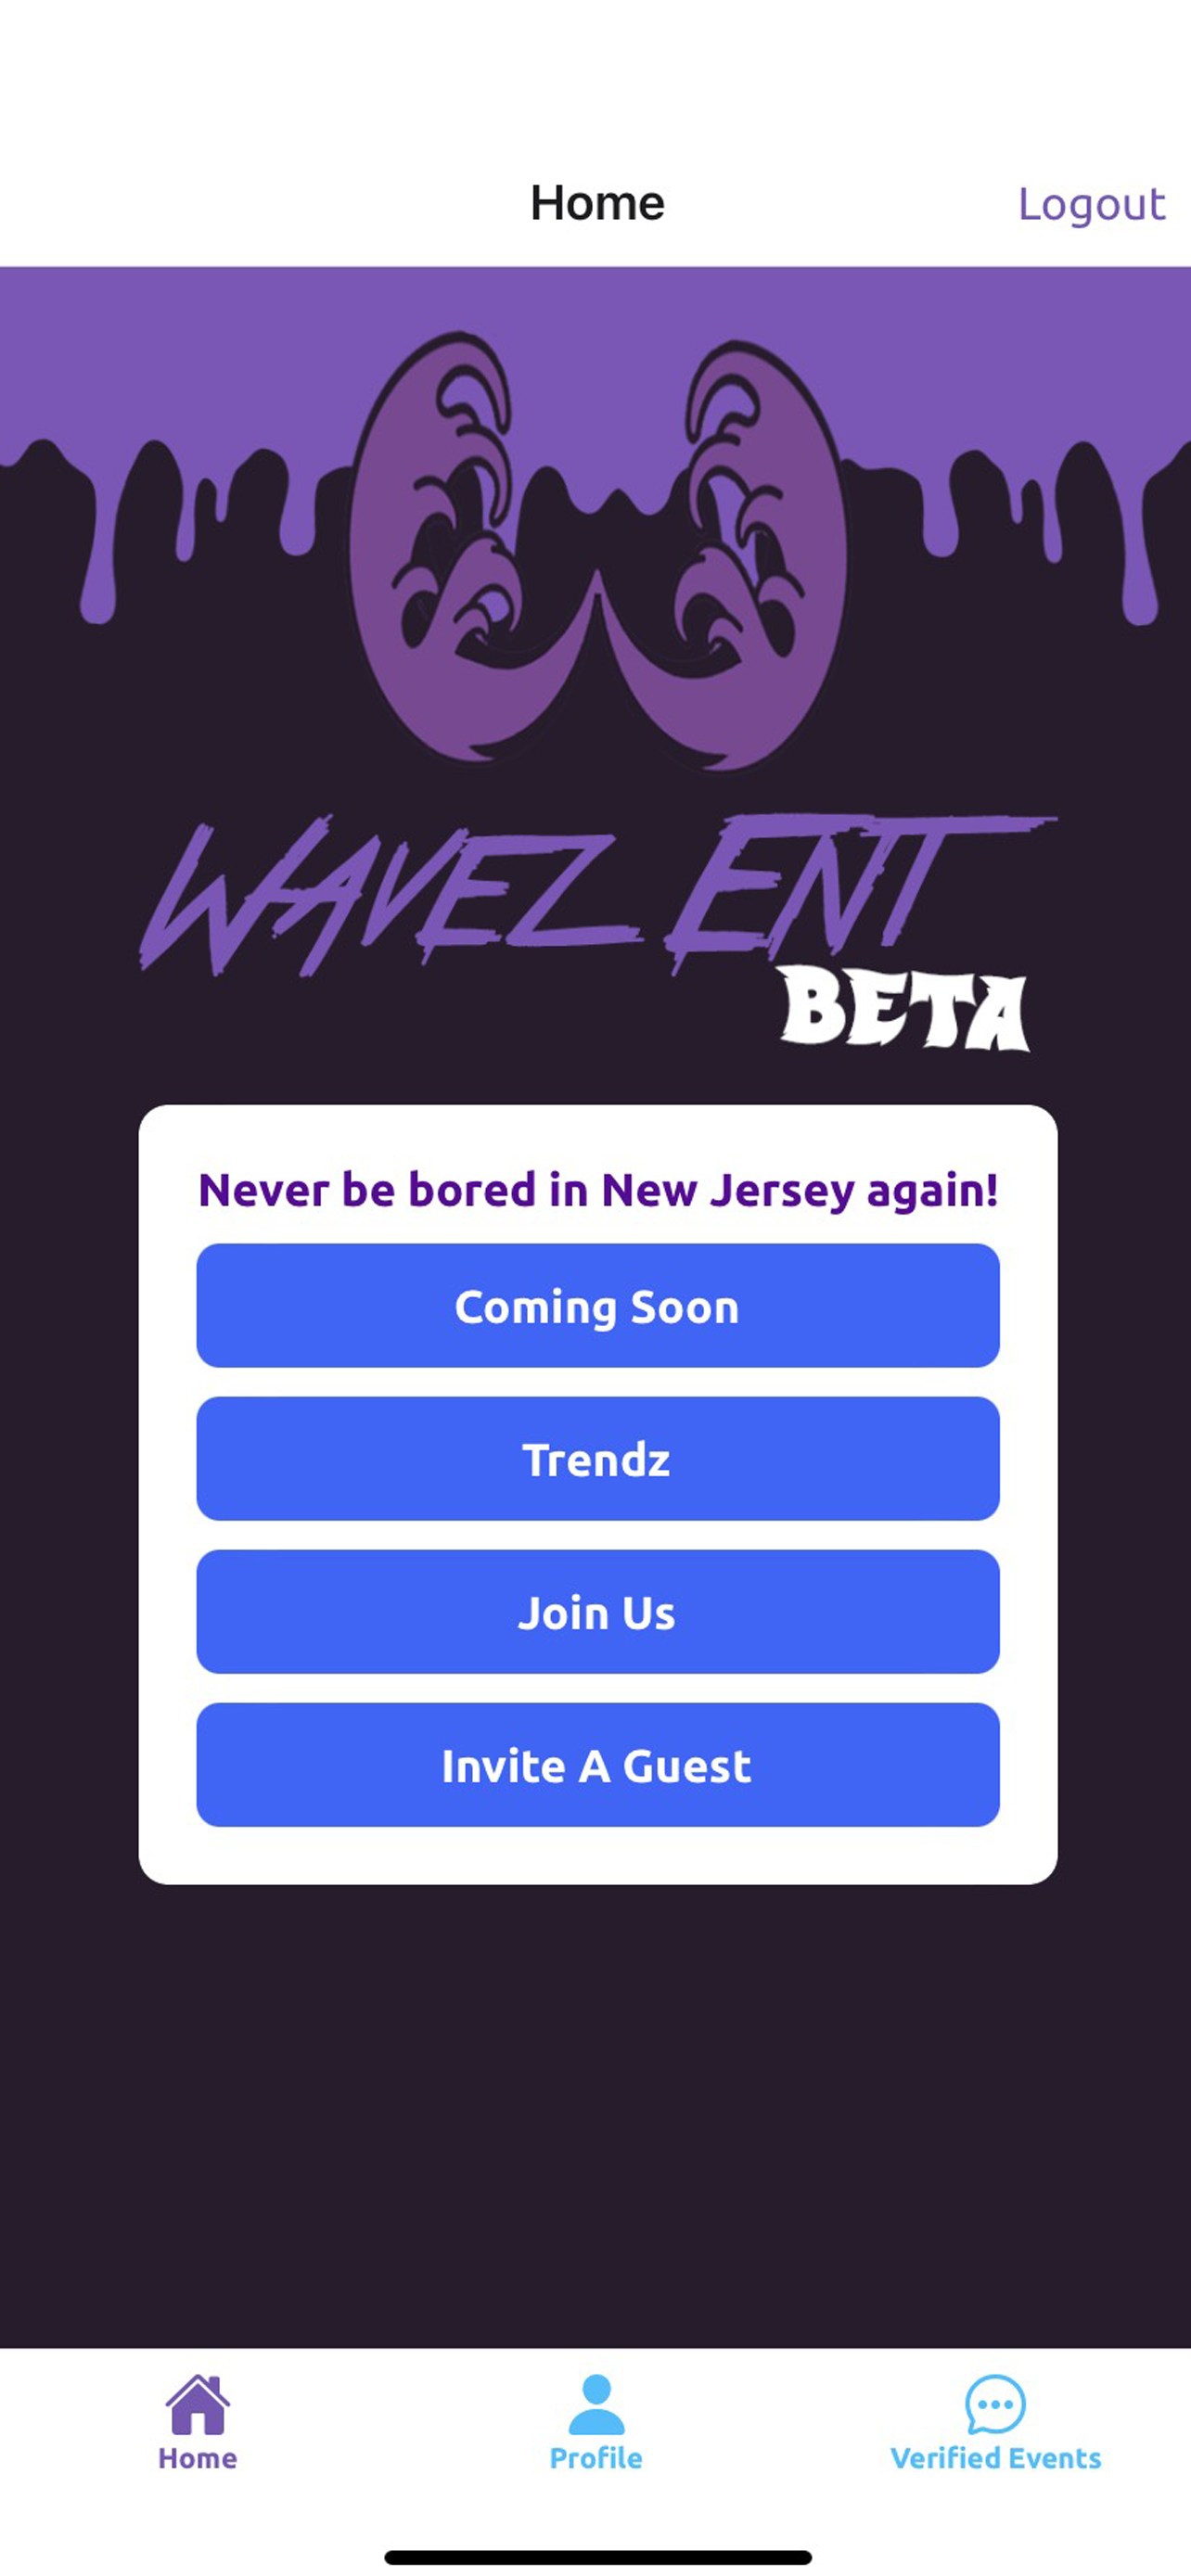 Home
Logout
WAVEZ ENT
BETA
Never be bored in New Jersey again!
Coming Soon
Trendz
Join Us
Invite A Guest
Home
Profile
Verified Events